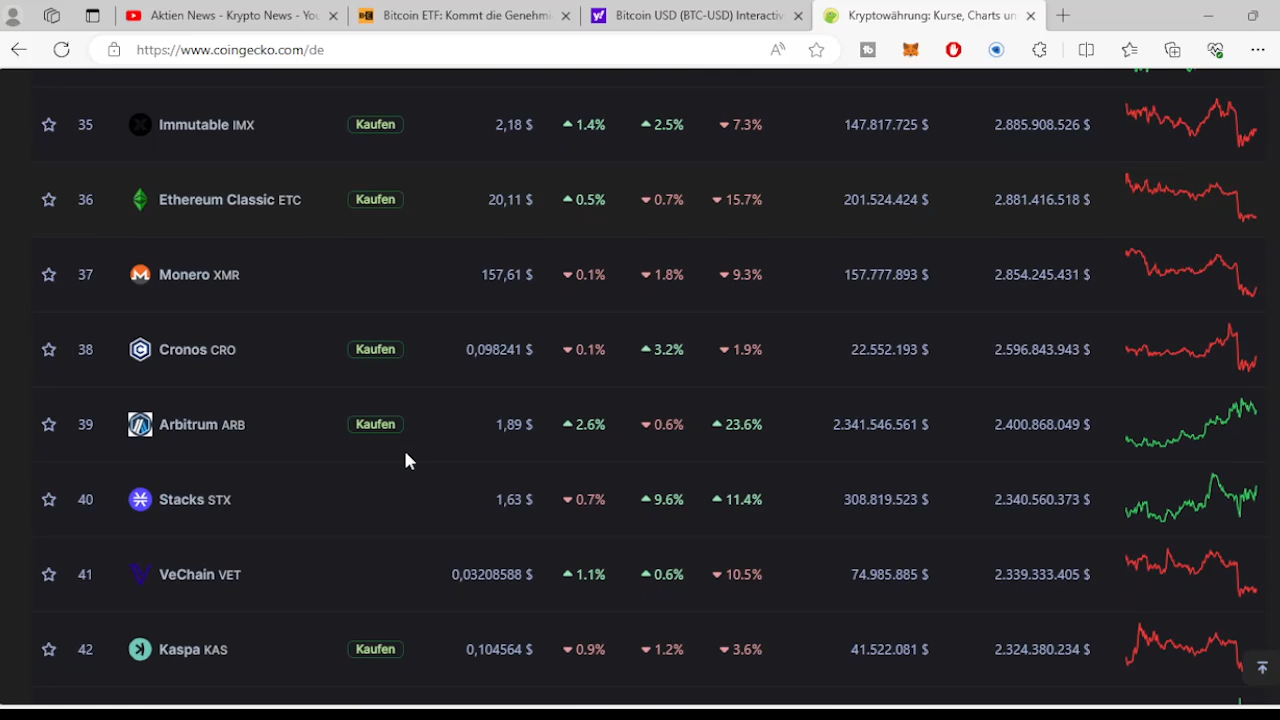 Aktien News - Krypto News - You
Bitcoin ETF: Kommt die Genehmi
Bitcoin USD (BTC-USD) Interactiv
Kryptowährung: Kurse, Charts un
https://www.coingecko.com/de
35 Immutable IMX Kaufen 2,18 $ 1.4% 2.5% 7.3% 147.817.725 $ 2.885.908.526 $
36 Ethereum Classic ETC Kaufen 20,11 $ 0.5% 0.7% 15.7% 201.524.424 $ 2.881.416.518 $
37 Monero XMR 157,61 $ 0.1% 1.8% 9.3% 157.777.893 $ 2.854.245.431 $
38 Cronos CRO Kaufen 0,098241 $ 0.1% 3.2% 1.9% 22.552.193 $ 2.596.843.943 $
39 Arbitrum ARB Kaufen 1,89 $ 2.6% 0.6% 23.6% 2.341.546.561 $ 2.400.868.049 $
40 Stacks STX 1,63 $ 0.7% 9.6% 11.4% 308.819.523 $ 2.340.560.373 $
41 VeChain VET 0,03208588 $ 1.1% 0.6% 10.5% 74.985.885 $ 2.339.333.405 $
42 Kaspa KAS Kaufen 0,104564 $ 0.9% 1.2% 3.6% 41.522.081 $ 2.324.380.234 $